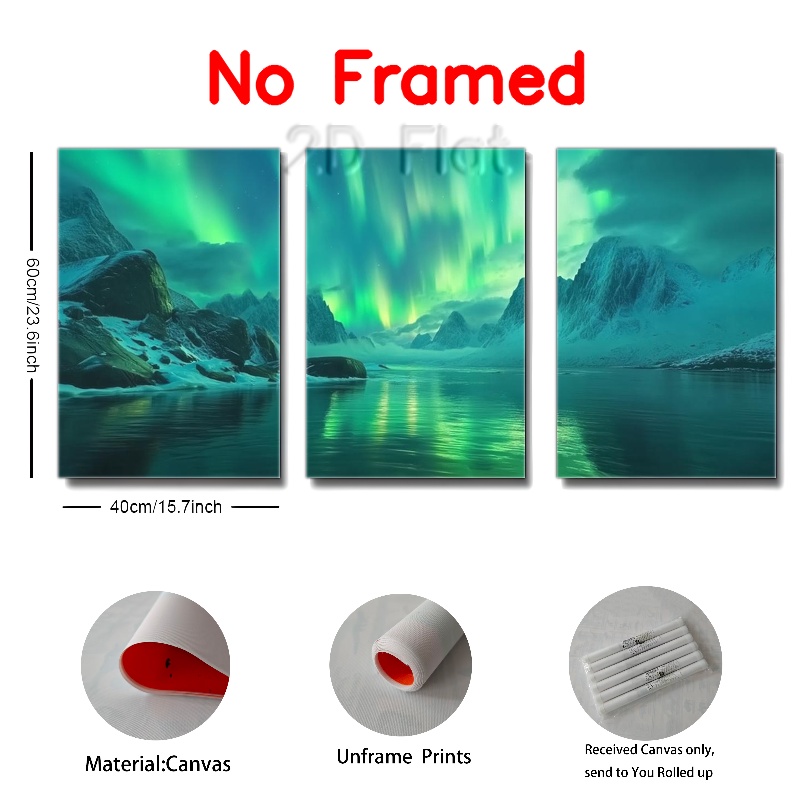 No Framed
2D Flat
60cm/23.6inch
40cm/15.7inch
Material:Canvas
Unframe Prints
Received Canvas only,
send to You Rolled up